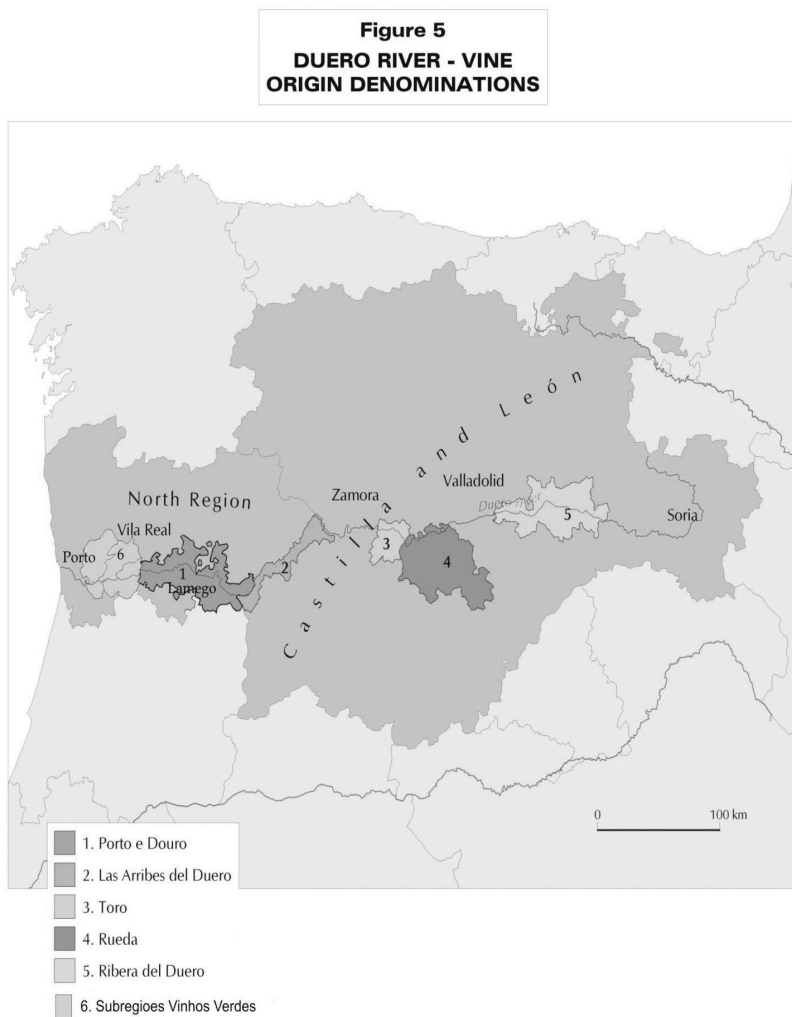 Figure 5
DUERO RIVER - VINE
ORIGIN DENOMINATIONS
Castilla and León
North Region
Zamora
Valladolid
Duero river
Soria
Vila Real
Porto
6
1
Lamego
2
3
4
5
0 100 km
1. Porto e Douro
2. Las Arribes del Duero
3. Toro
4. Rueda
5. Ribera del Duero
6. Subregioes Vinhos Verdes